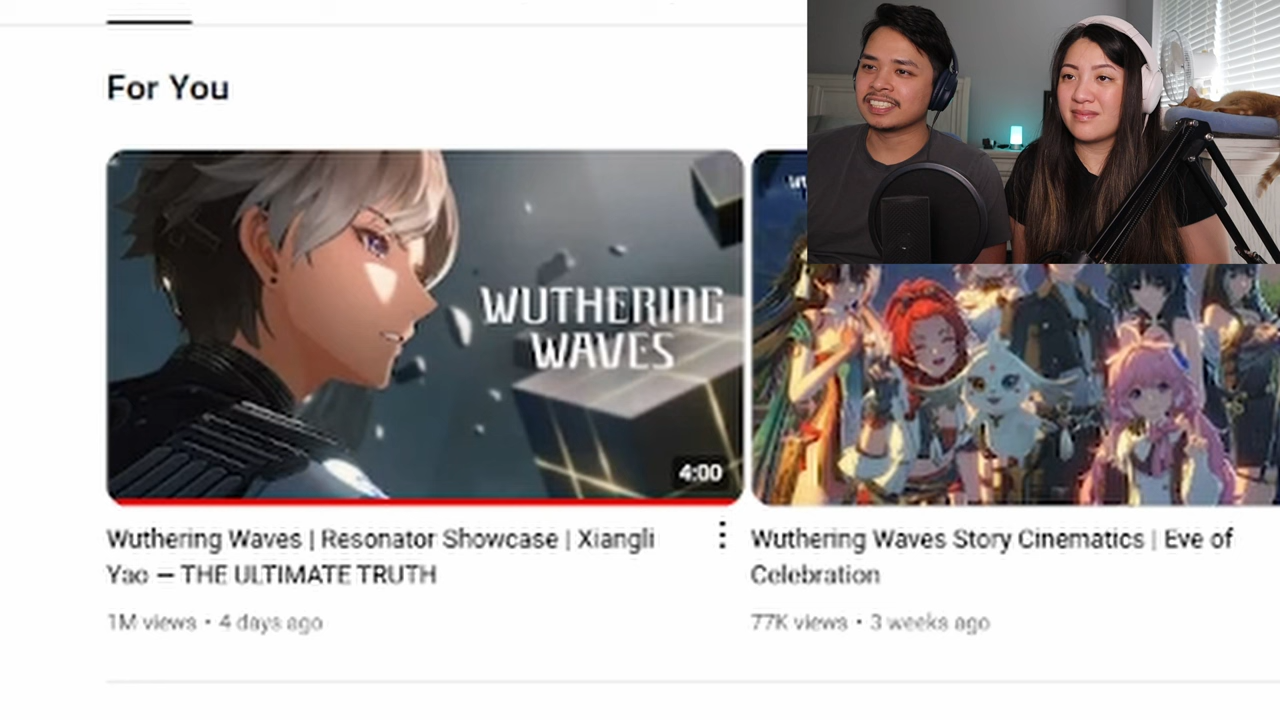 For You
WUTHERING
WAVES
4:00
Wuthering Waves | Resonator Showcase | Xiangli
Yao — THE ULTIMATE TRUTH
1M views • 4 days ago
Wuthering Waves Story Cinematics | Eve of
Celebration
77K views • 3 weeks ago